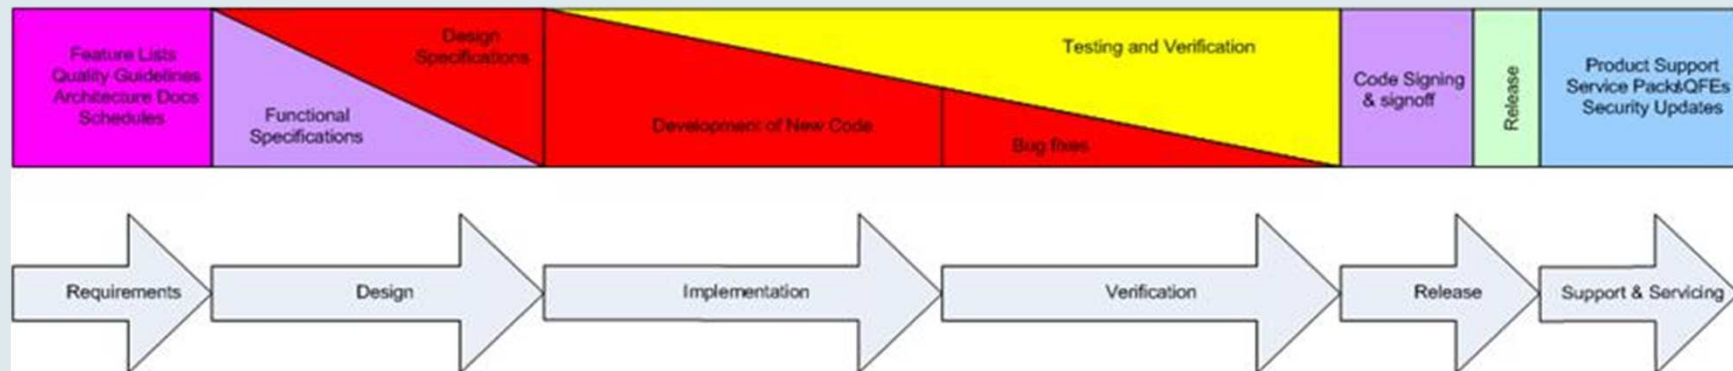 Feature Lists
Quality Guidelines
Architecture Docs
Schedules
Functional
Specifications
Design
Specifications
Development of New Code
Bug fixes
Testing and Verification
Code Signing
& signoff
Release
Product Support
Service Packs\QFEs
Security Updates
Requirements
Design
Implementation
Verification
Release
Support & Servicing